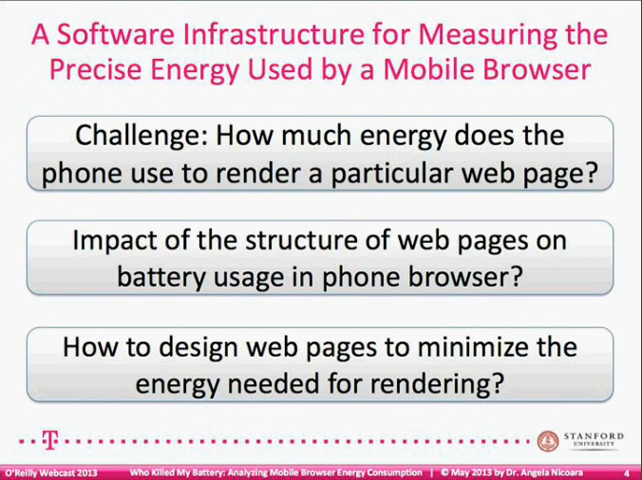 A Software Infrastructure for Measuring the
Precise Energy Used by a Mobile Browser
Challenge: How much energy does the
phone use to render a particular web page?
Impact of the structure of web pages on
battery usage in phone browser?
How to design web pages to minimize the
energy needed for rendering?
T
STANFORD
UNIVERSITY
O'Reilly Webcast 2013 Who Killed My Battery: Analyzing Mobile Browser Energy Consumption | © May 2013 by Dr. Angela Nicoara 4